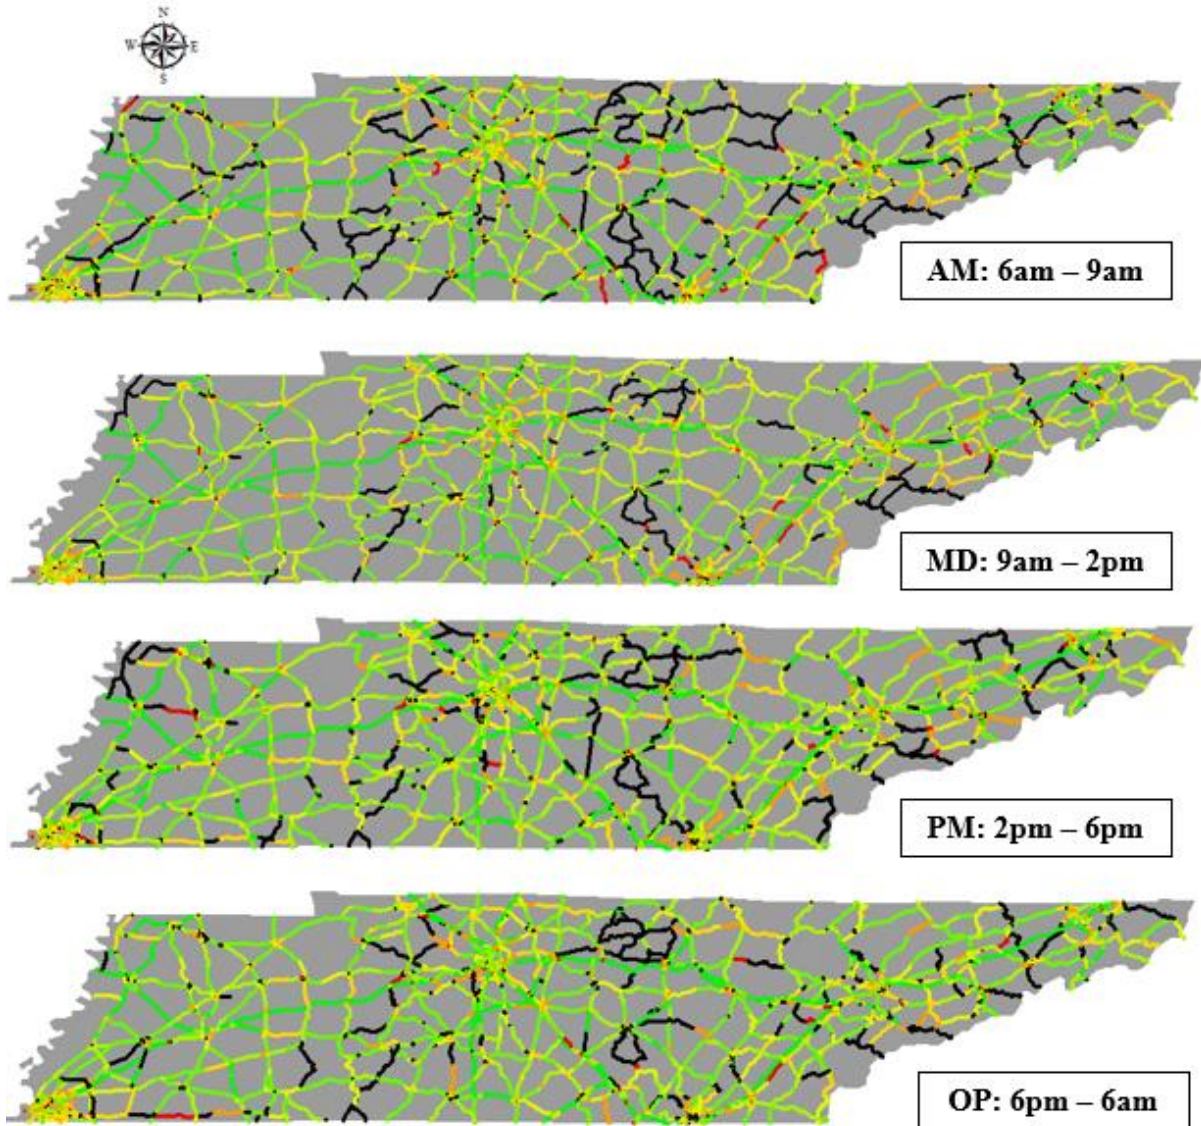 N
W E
S
AM: 6am – 9am
MD: 9am – 2pm
PM: 2pm – 6pm
OP: 6pm – 6am